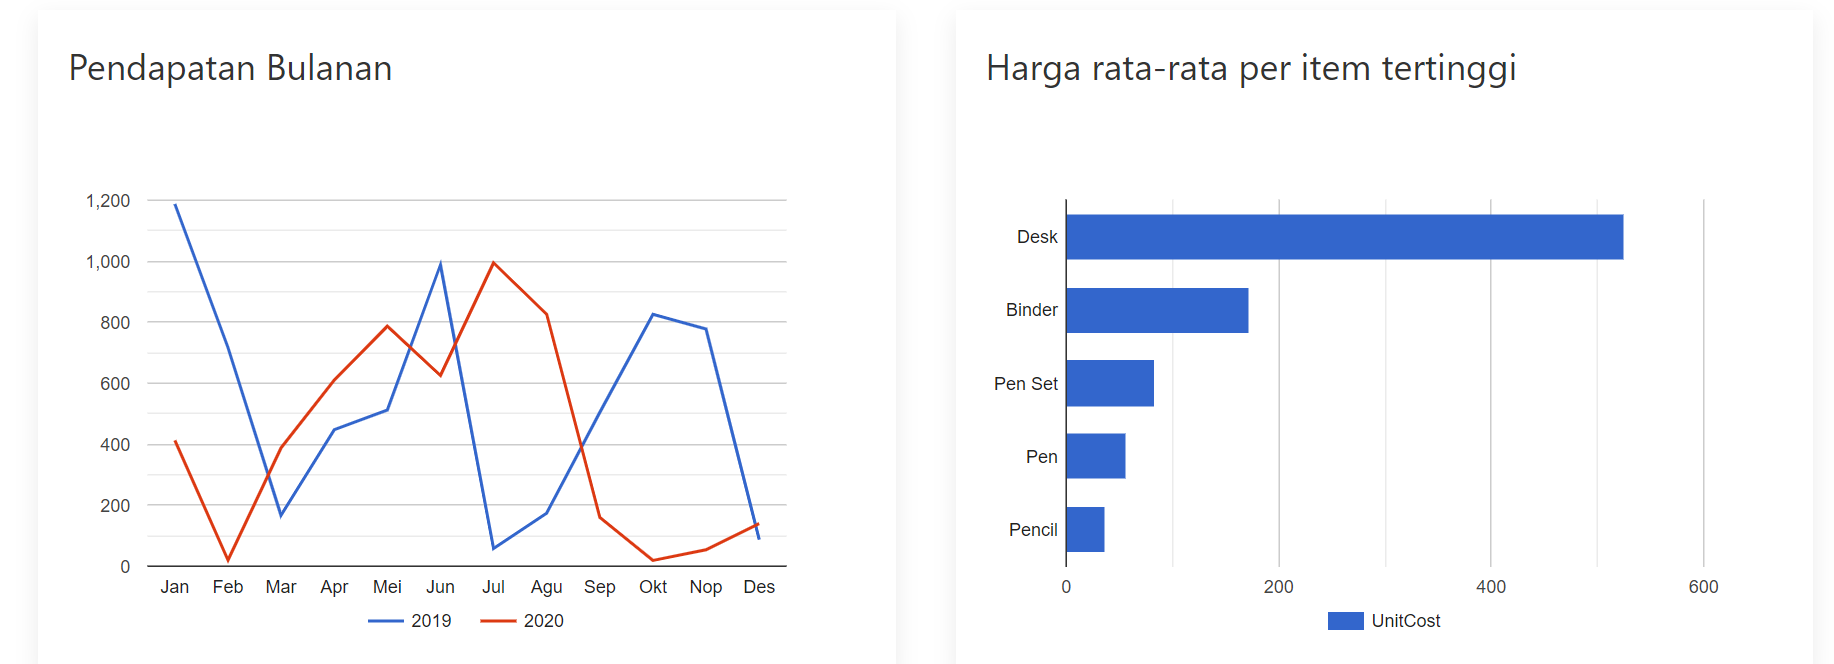 Pendapatan Bulanan
1,200
1,000
800
600
400
200
0
Jan Feb Mar Apr Mei Jun Jul Agu Sep Okt Nop Des
2019 2020
Harga rata-rata per item tertinggi
Desk
Binder
Pen Set
Pen
Pencil
0 200 400 600
UnitCost